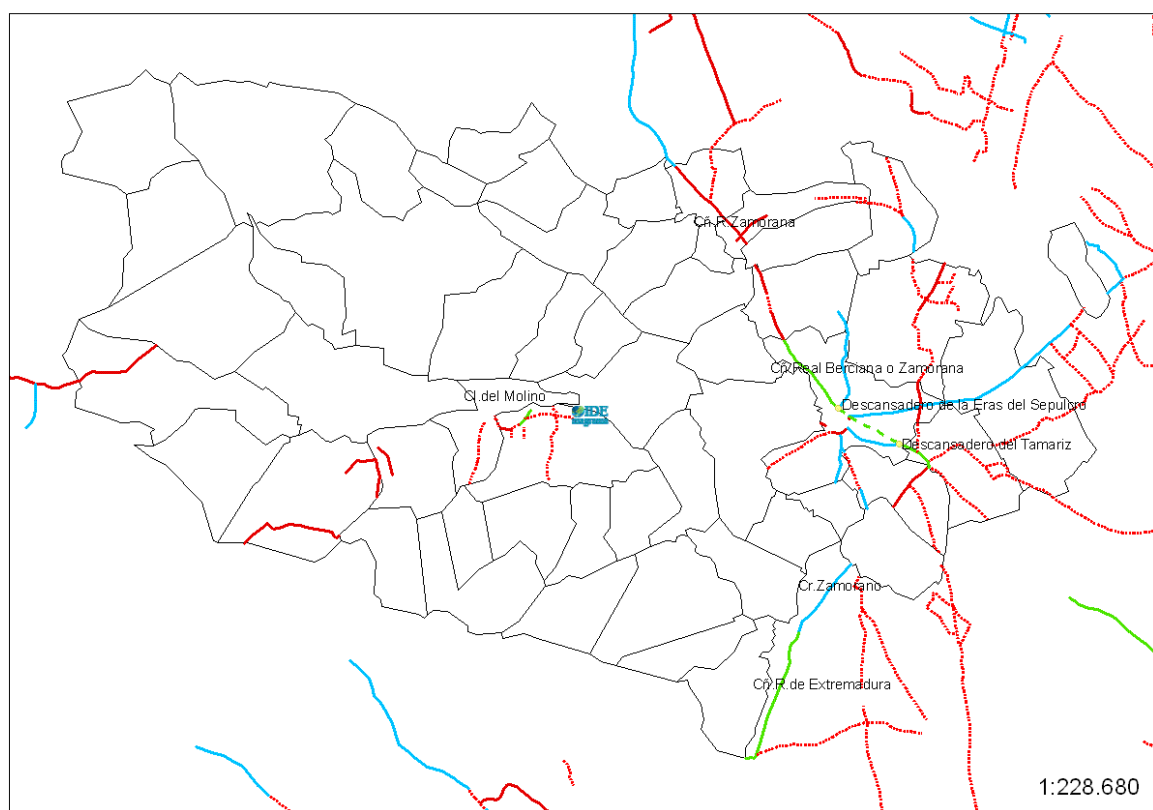 Cñ.R.Zamorana
Cñ/Real Berciana o Zamorana
Cl.del Molino
IDE
Descansadero de la Eras del Sepulcro
Descansadero del Tamariz
Cr.Zamorano
Cñ.R.de Extremadura
1:228.680